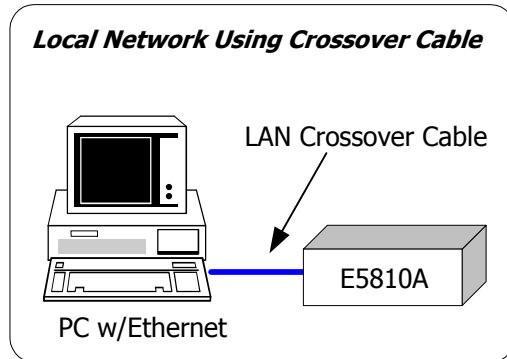 Local Network Using Crossover Cable
LAN Crossover Cable
E5810A
PC w/Ethernet